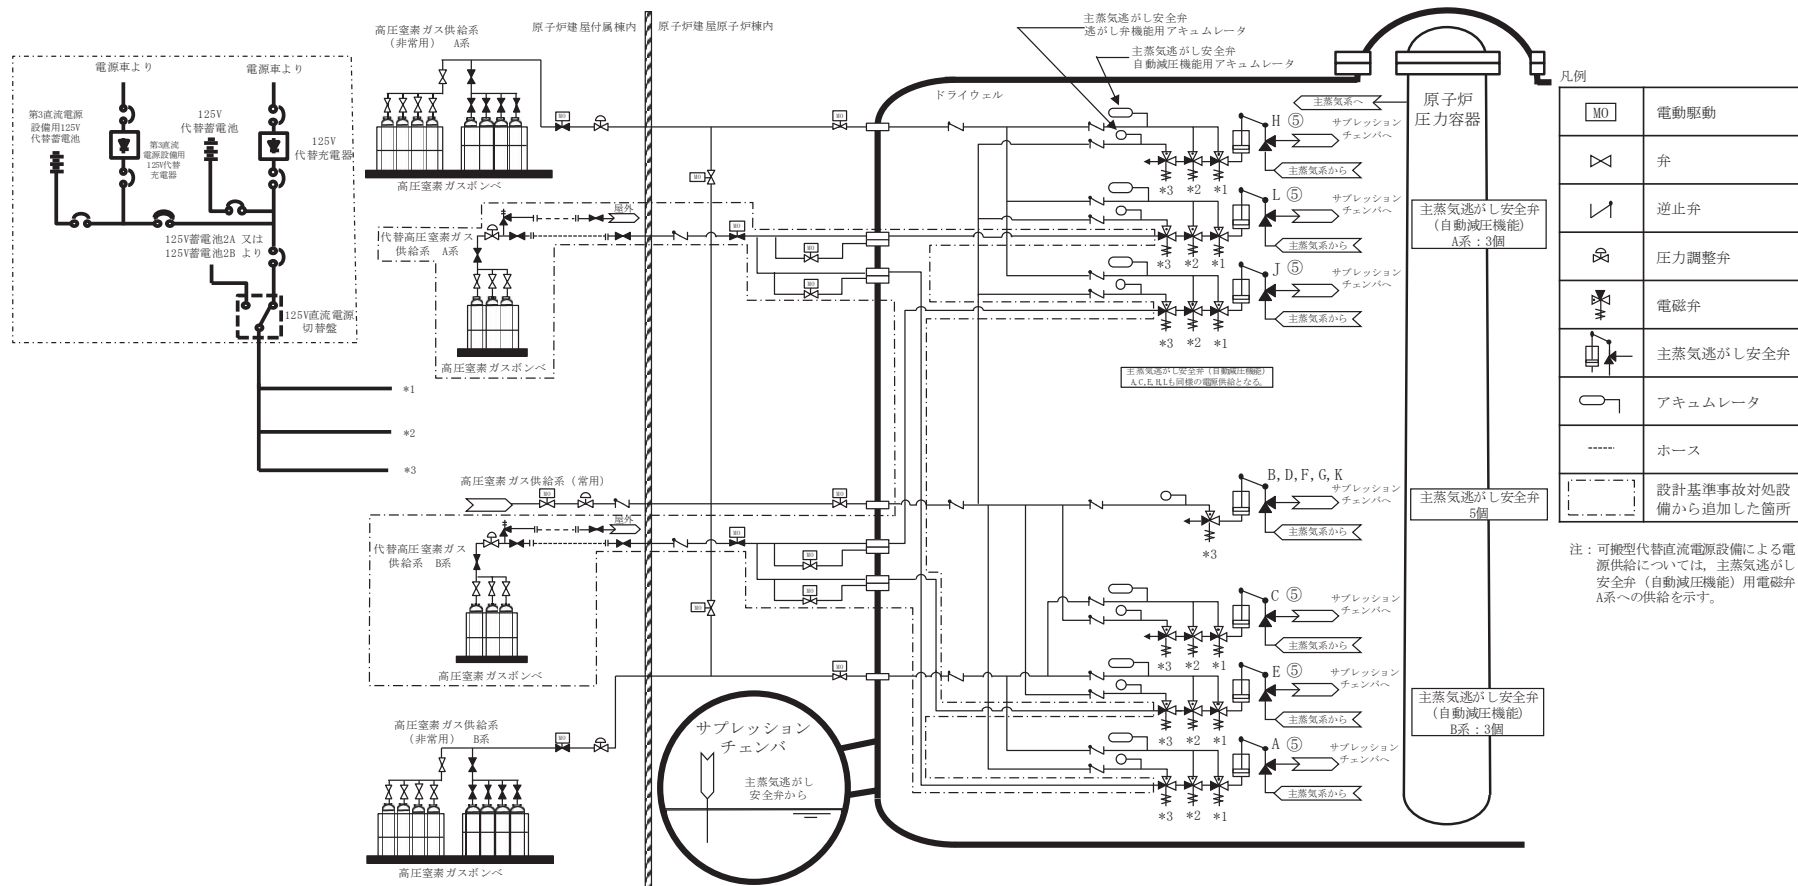 高圧窒素ガス供給系
（非常用） A系
原子炉建屋付属棟内
原子炉建屋原子炉棟内
主蒸気逃がし安全弁
逃がし弁機能用アキュムレータ
主蒸気逃がし安全弁
自動減圧機能用アキュムレータ
電源車より
電源車より
第3直流電源
設備用125V
代替蓄電池
第3直流
電源設備用
125V代替
充電器
125V
代替蓄電池
125V
代替充電器
125V蓄電池2A 又は
125V蓄電池2B より
125V直流電源
切替盤
*1
*2
*3
高圧窒素ガスボンベ
MO
MO
MO
屋外
代替高圧窒素ガス
供給系 A系
MO
MO
MO
高圧窒素ガスボンベ
高圧窒素ガス供給系（常用）
MO
MO
屋外
代替高圧窒素ガス
供給系 B系
MO
MO
MO
MO
高圧窒素ガスボンベ
MO
高圧窒素ガス供給系
（非常用） B系
MO
高圧窒素ガスボンベ
サプレッション
チェンバ
主蒸気逃がし
安全弁から
ドライウェル
主蒸気系へ
原子炉
圧力容器
H ⑤
サプレッション
チェンバへ
主蒸気系から
*3 *2 *1
L ⑤
サプレッション
チェンバへ
主蒸気系から
*3 *2 *1
J ⑤
サプレッション
チェンバへ
主蒸気系から
*3 *2 *1
主蒸気逃がし安全弁
（自動減圧機能）
A系：3個
主蒸気逃がし安全弁（自動減圧機能）
A,C,E,H,Lも同様の電源供給となる。
B,D,F,G,K
サプレッション
チェンバへ
主蒸気系から
*3
主蒸気逃がし安全弁
5個
C ⑤
サプレッション
チェンバへ
主蒸気系から
*3 *2 *1
E ⑤
サプレッション
チェンバへ
主蒸気系から
*3 *2 *1
A ⑤
サプレッション
チェンバへ
主蒸気系から
*3 *2 *1
主蒸気逃がし安全弁
（自動減圧機能）
B系：3個
凡例
MO 電動駆動
弁
逆止弁
圧力調整弁
電磁弁
主蒸気逃がし安全弁
アキュムレータ
ホース
設計基準事故対処設
備から追加した箇所
注：可搬型代替直流電源設備による電
源供給については，主蒸気逃がし
安全弁（自動減圧機能）用電磁弁
A系への供給を示す。